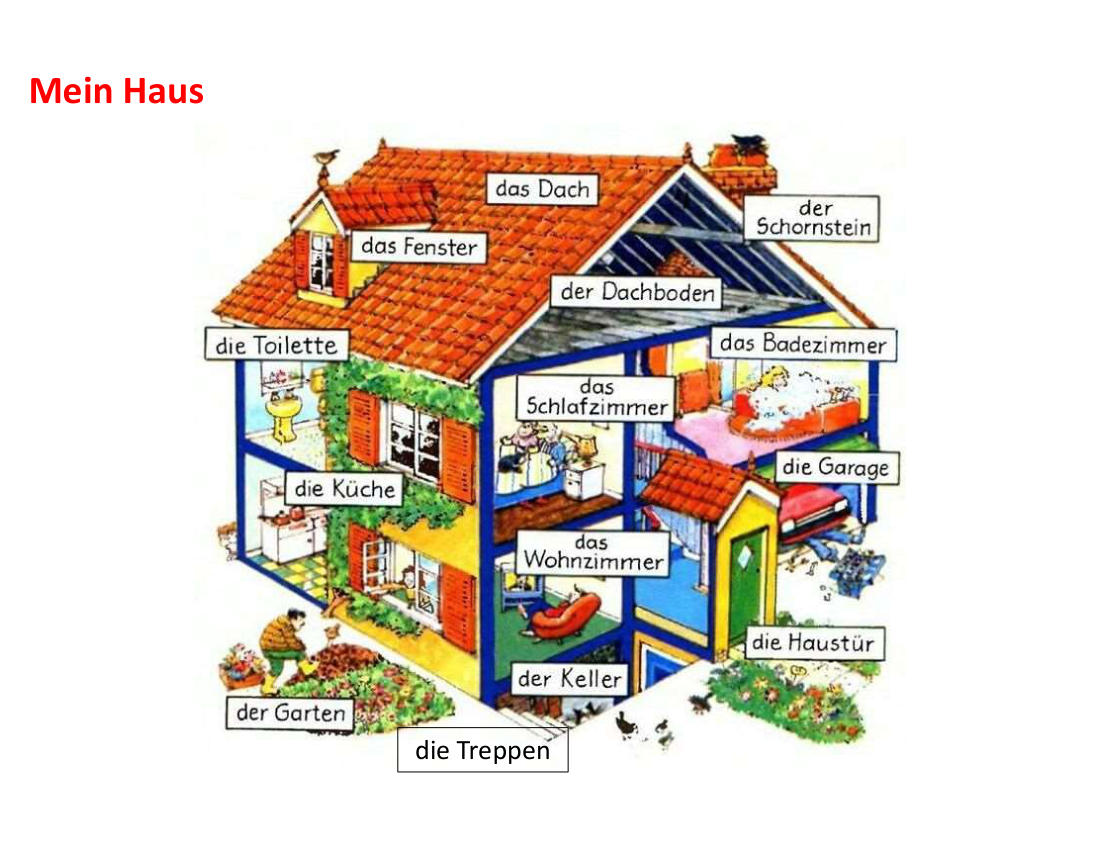 Mein Haus
das Dach
der
Schornstein
das Fenster
der Dachboden
die Toilette
das Badezimmer
das
Schlafzimmer
die Garage
die Küche
das
Wohnzimmer
die Haustür
der Keller
der Garten
die Treppen